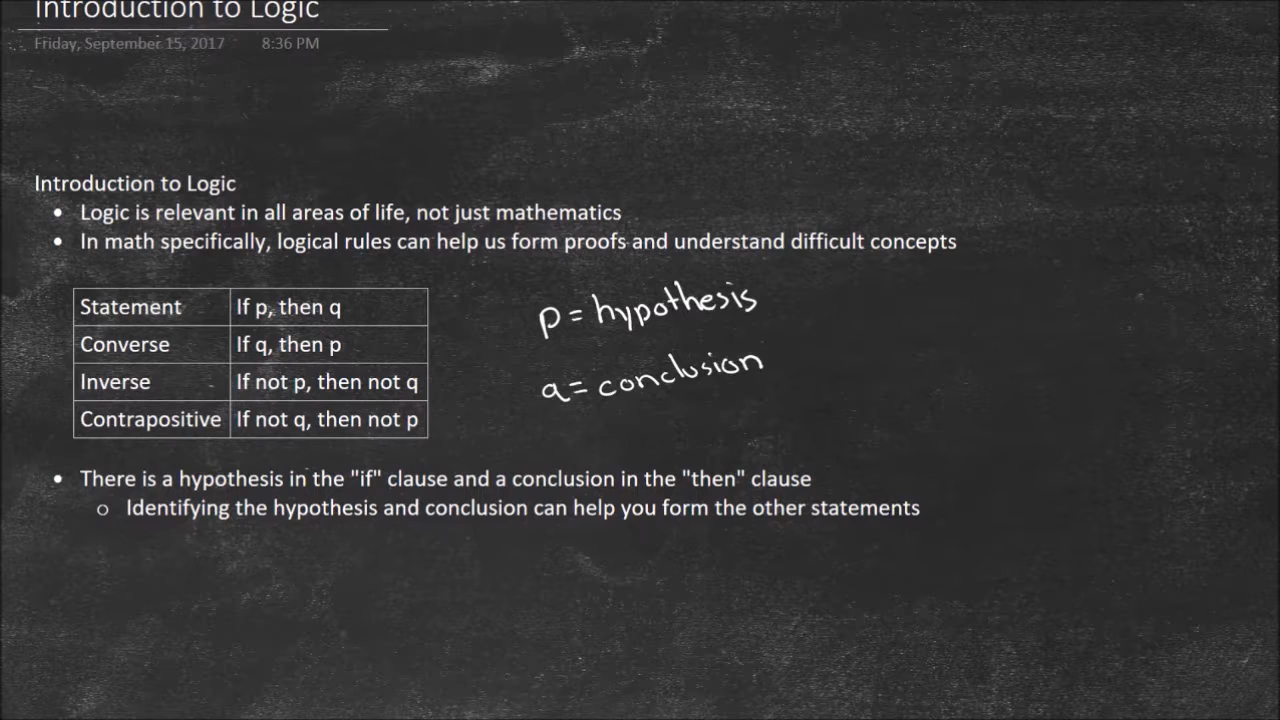 Introduction to Logic
Friday, September 15, 2017 8:36 PM
Introduction to Logic
• Logic is relevant in all areas of life, not just mathematics
• In math specifically, logical rules can help us form proofs and understand difficult concepts
Statement If p, then q
Converse If q, then p
Inverse If not p, then not q
Contrapositive If not q, then not p
p = hypothesis
a = conclusion
• There is a hypothesis in the "if" clause and a conclusion in the "then" clause
o Identifying the hypothesis and conclusion can help you form the other statements